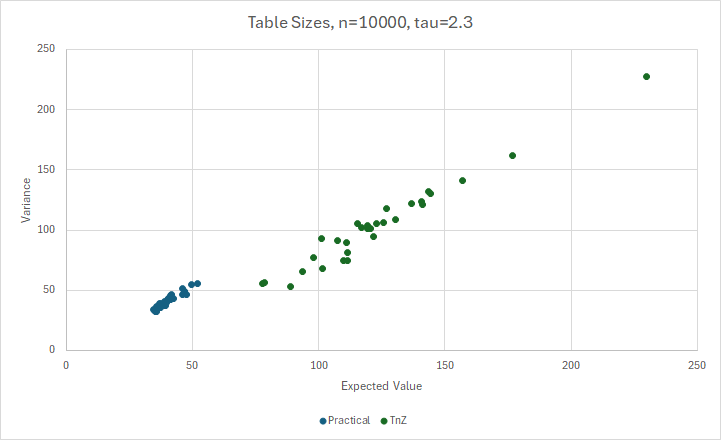 Table Sizes, n=10000, tau=2.3
250
200
150
100
50
0
Variance
0 50 100 150 200 250
Expected Value
Practical TnZ